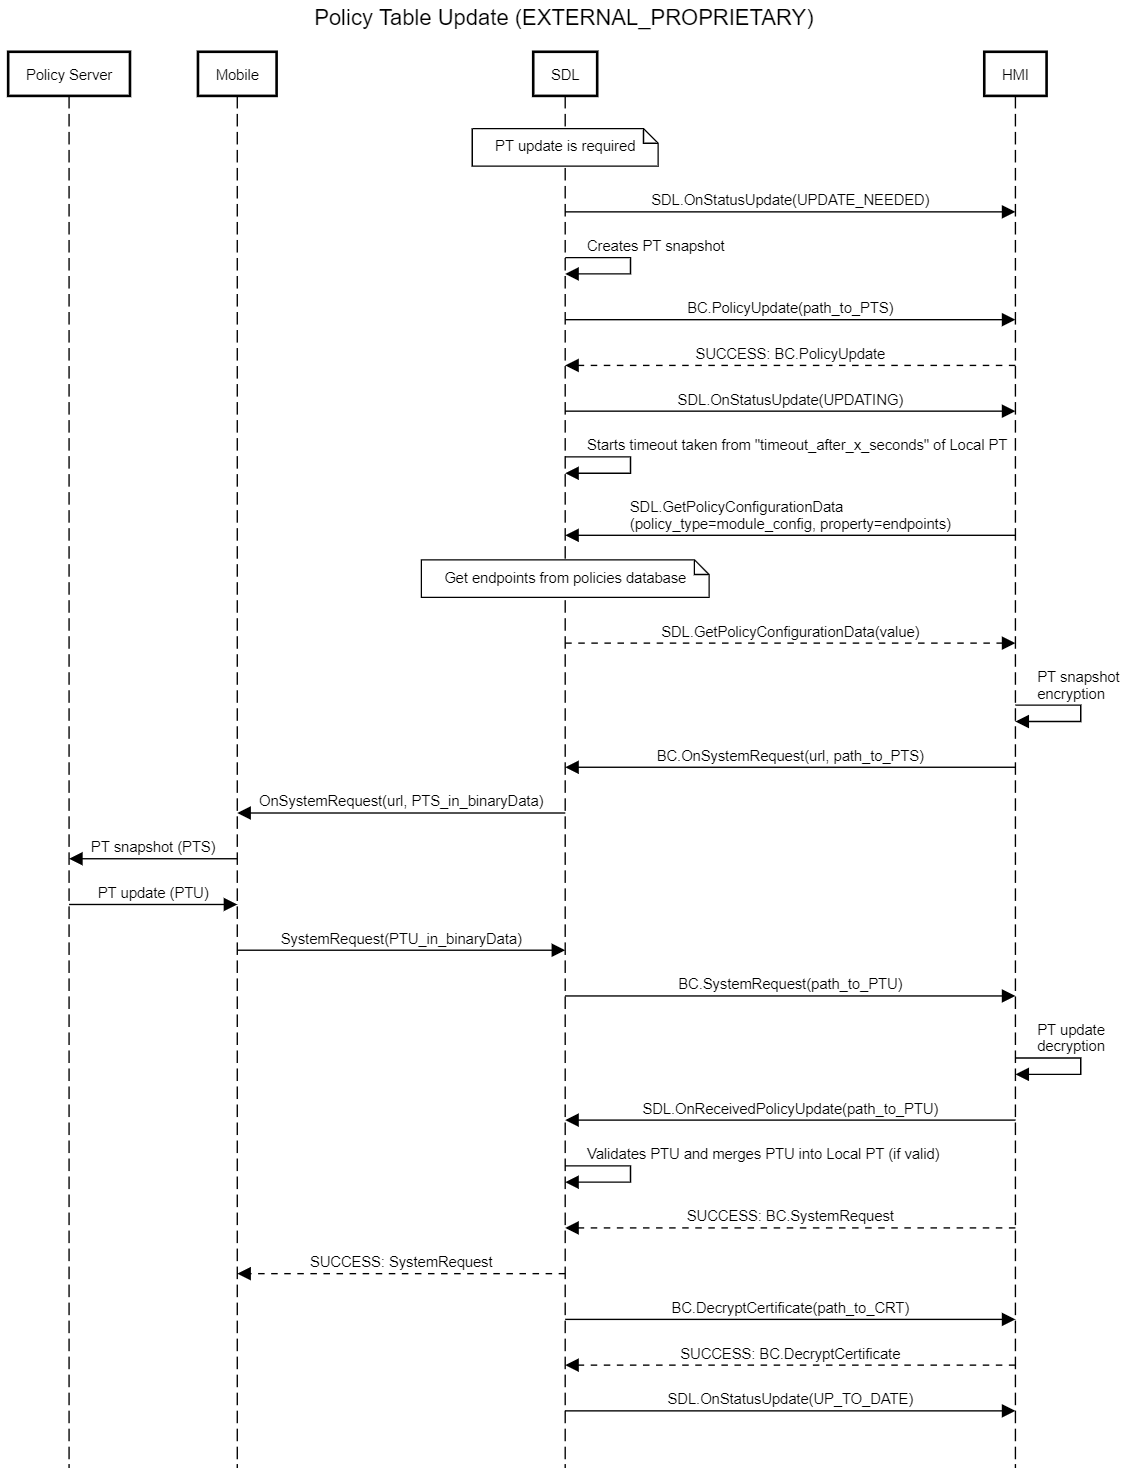 Policy Table Update (EXTERNAL_PROPRIETARY)
Policy Server
Mobile
SDL
HMI
PT update is required
SDL.OnStatusUpdate(UPDATE_NEEDED)
Creates PT snapshot
BC.PolicyUpdate(path_to_PTS)
SUCCESS: BC.PolicyUpdate
SDL.OnStatusUpdate(UPDATING)
Starts timeout taken from "timeout_after_x_seconds" of Local PT
SDL.GetPolicyConfigurationData
(policy_type=module_config, property=endpoints)
Get endpoints from policies database
SDL.GetPolicyConfigurationData(value)
PT snapshot
encryption
BC.OnSystemRequest(url, path_to_PTS)
OnSystemRequest(url, PTS_in_binaryData)
PT snapshot (PTS)
PT update (PTU)
SystemRequest(PTU_in_binaryData)
BC.SystemRequest(path_to_PTU)
PT update
decryption
SDL.OnReceivedPolicyUpdate(path_to_PTU)
Validates PTU and merges PTU into Local PT (if valid)
SUCCESS: BC.SystemRequest
SUCCESS: SystemRequest
BC.DecryptCertificate(path_to_CRT)
SUCCESS: BC.DecryptCertificate
SDL.OnStatusUpdate(UP_TO_DATE)